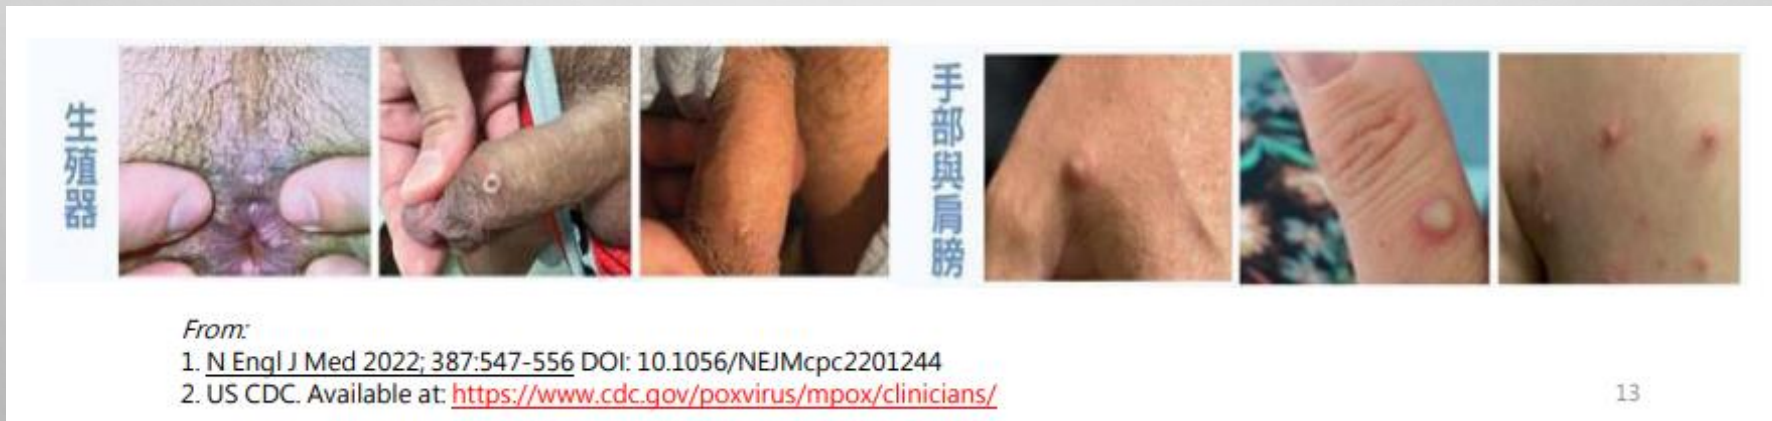 生殖器
手部與肩膀
From:
1. N Engl J Med 2022; 387:547-556 DOI: 10.1056/NEJMcpc2201244
2. US CDC. Available at: https://www.cdc.gov/poxvirus/mpox/clinicians/
13